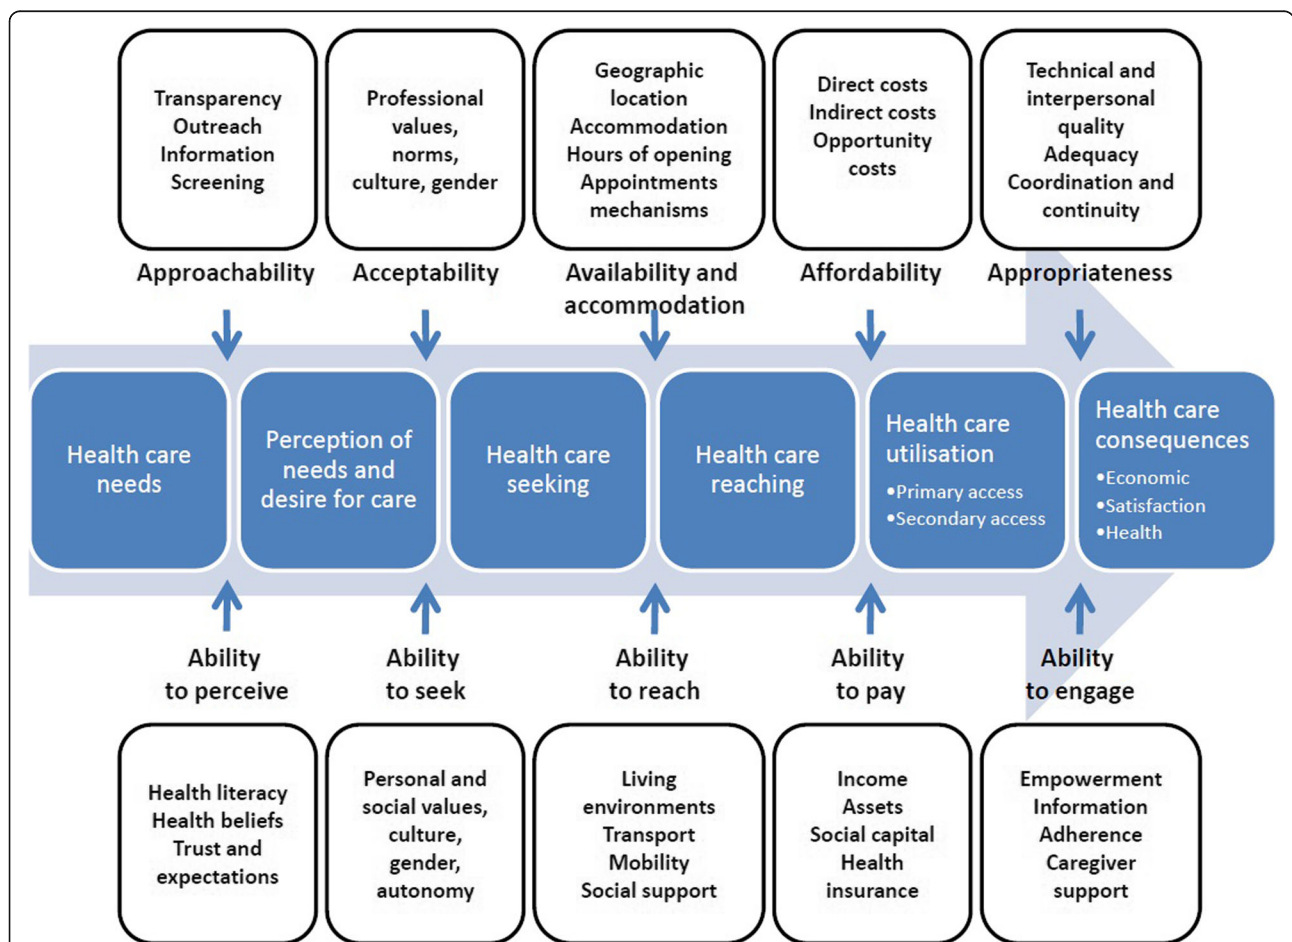 Transparency
Outreach
Information
Screening
Professional
values,
norms,
culture, gender
Geographic
location
Accommodation
Hours of opening
Appointments
mechanisms
Direct costs
Indirect costs
Opportunity
costs
Technical and
interpersonal
quality
Adequacy
Coordination and
continuity
Approachability
Acceptability
Availability and
accommodation
Affordability
Appropriateness
Health care
needs
Perception of
needs and
desire for care
Health care
seeking
Health care
reaching
Health care
utilisation
•Primary access
•Secondary access
Health care
consequences
•Economic
•Satisfaction
•Health
Ability
to perceive
Ability
to seek
Ability
to reach
Ability
to pay
Ability
to engage
Health literacy
Health beliefs
Trust and
expectations
Personal and
social values,
culture,
gender,
autonomy
Living
environments
Transport
Mobility
Social support
Income
Assets
Social capital
Health
insurance
Empowerment
Information
Adherence
Caregiver
support